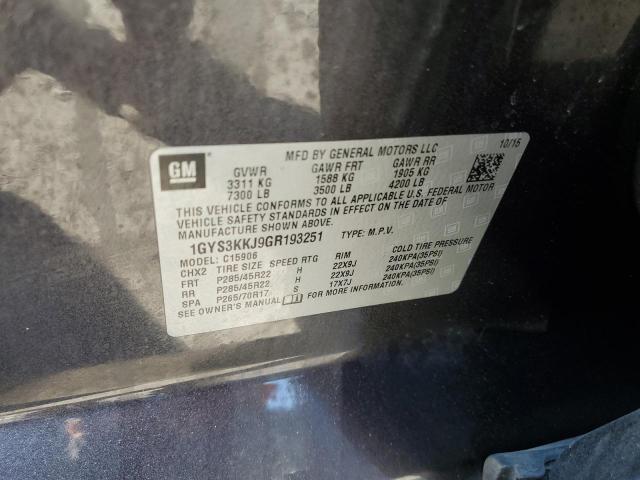 GM
MFD BY GENERAL MOTORS LLC
10/15
GVWR GAWR FRT GAWR RR
3311 KG 1588 KG 1905 KG
7300 LB 3500 LB 4200 LB
THIS VEHICLE CONFORMS TO ALL APPLICABLE U.S. FEDERAL MOTOR
VEHICLE SAFETY STANDARDS IN EFFECT ON THE DATE OF
MANUFACTURE SHOWN ABOVE.
1GYS3KKJ9GR193251 TYPE: M.P.V.
MODEL: C15906
CHX2 TIRE SIZE SPEED RTG RIM COLD TIRE PRESSURE
FRT P285/45R22 H 22X9J 240KPA(35PSI)
RR P285/45R22 H 22X9J 240KPA(35PSI)
SPA P265/70R17 S 17X7J 240KPA(35PSI)
SEE OWNER'S MANUAL FOR MORE INFORMATION.